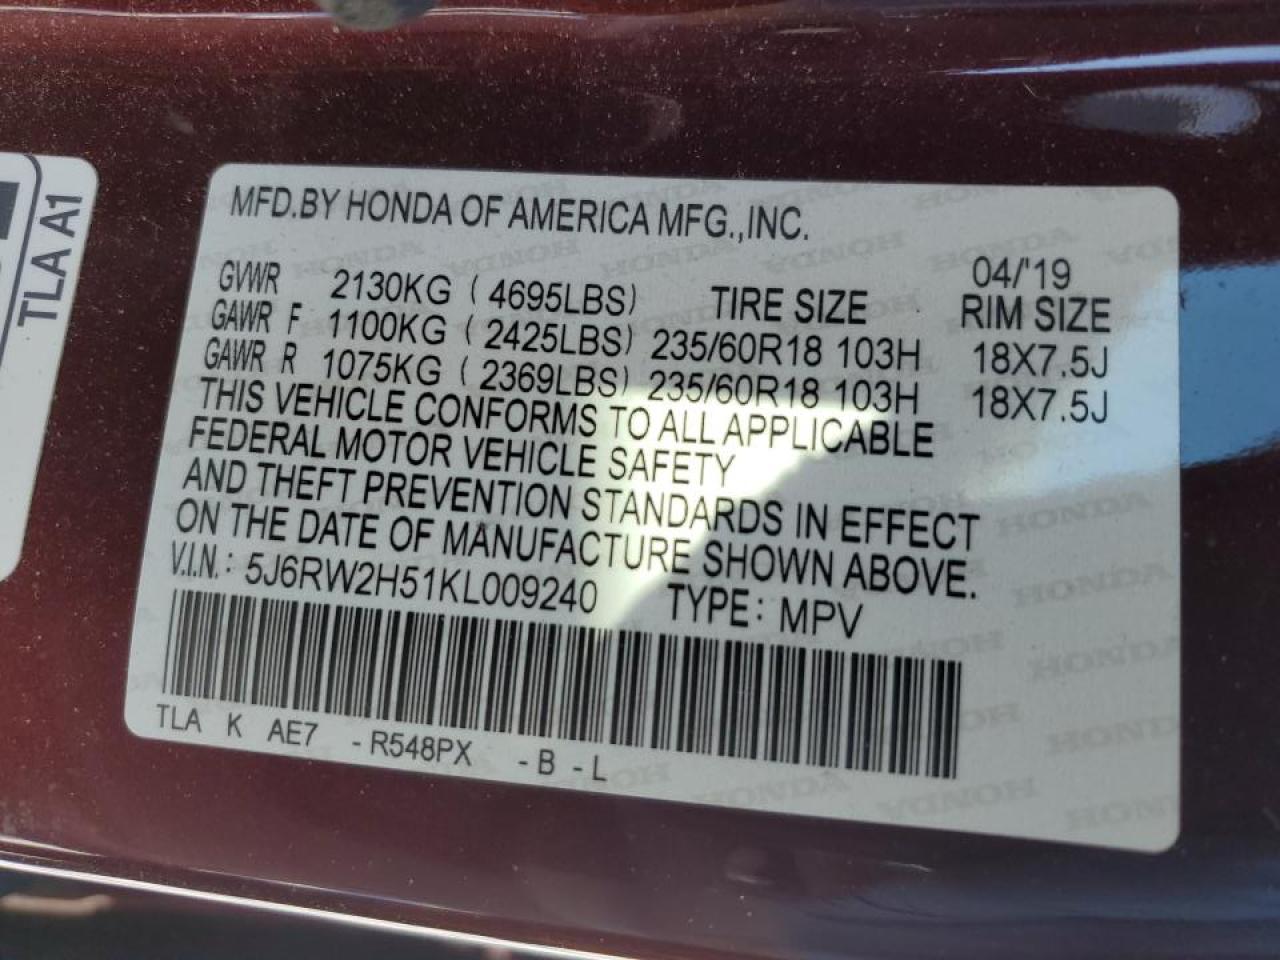 TLA A1
MFD.BY HONDA OF AMERICA MFG.,INC.
04/'19
GVWR 2130KG ( 4695LBS) TIRE SIZE RIM SIZE
GAWR F 1100KG ( 2425LBS) 235/60R18 103H 18X7.5J
GAWR R 1075KG ( 2369LBS) 235/60R18 103H 18X7.5J
THIS VEHICLE CONFORMS TO ALL APPLICABLE
FEDERAL MOTOR VEHICLE SAFETY
AND THEFT PREVENTION STANDARDS IN EFFECT
ON THE DATE OF MANUFACTURE SHOWN ABOVE.
V.I.N.: 5J6RW2H51KL009240 TYPE: MPV
TLA K AE7 -R548PX -B -L